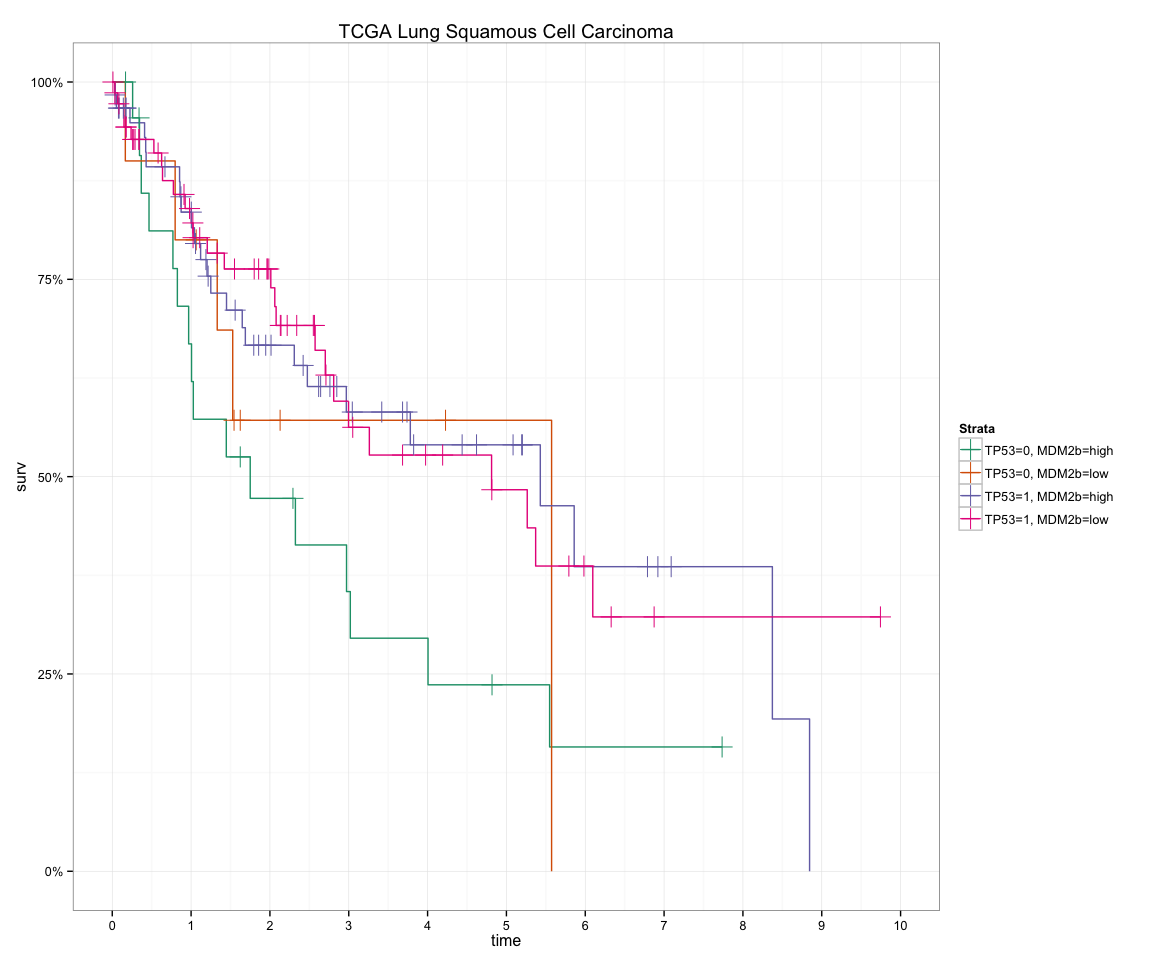 TCGA Lung Squamous Cell Carcinoma
100%
75%
50%
25%
0%
surv
0 1 2 3 4 5 6 7 8 9 10
time
Strata
TP53=0, MDM2b=high
TP53=0, MDM2b=low
TP53=1, MDM2b=high
TP53=1, MDM2b=low